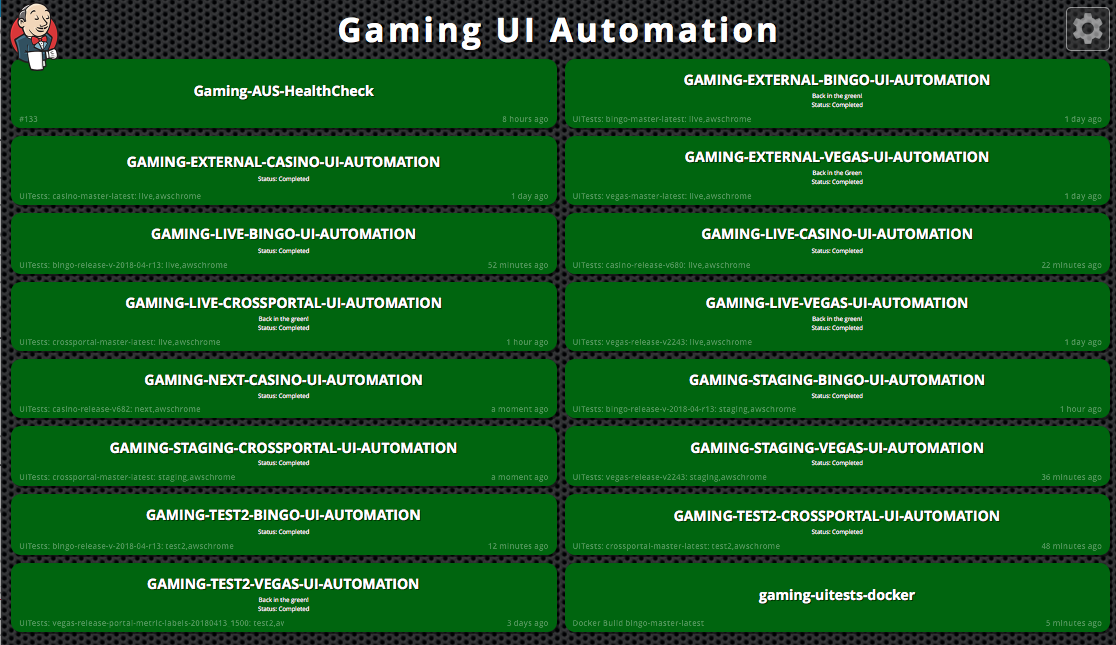 Gaming UI Automation
Gaming-AUS-HealthCheck
#133
8 hours ago
GAMING-EXTERNAL-BINGO-UI-AUTOMATION
Back in the green!
Status: Completed
UITests: bingo-master-latest: live,awschrome
1 day ago
GAMING-EXTERNAL-CASINO-UI-AUTOMATION
Status: Completed
UITests: casino-master-latest: live,awschrome
1 day ago
GAMING-EXTERNAL-VEGAS-UI-AUTOMATION
Back in the Green
Status: Completed
UITests: vegas-master-latest: live,awschrome
1 day ago
GAMING-LIVE-BINGO-UI-AUTOMATION
Status: Completed
UITests: bingo-release-v-2018-04-r13: live,awschrome
52 minutes ago
GAMING-LIVE-CASINO-UI-AUTOMATION
Status: Completed
UITests: casino-release-v680: live,awschrome
22 minutes ago
GAMING-LIVE-CROSSPORTAL-UI-AUTOMATION
Back in the green!
Status: Completed
UITests: crossportal-master-latest: live,awschrome
1 hour ago
GAMING-LIVE-VEGAS-UI-AUTOMATION
Back in the green!
Status: Completed
UITests: vegas-release-v2243: live,awschrome
1 day ago
GAMING-NEXT-CASINO-UI-AUTOMATION
Status: Completed
UITests: casino-release-v682: next,awschrome
a moment ago
GAMING-STAGING-BINGO-UI-AUTOMATION
Status: Completed
UITests: bingo-release-v-2018-04-r13: staging,awschrome
1 hour ago
GAMING-STAGING-CROSSPORTAL-UI-AUTOMATION
Status: Completed
UITests: crossportal-master-latest: staging,awschrome
a moment ago
GAMING-STAGING-VEGAS-UI-AUTOMATION
Status: Completed
UITests: vegas-release-v2243: staging,awschrome
36 minutes ago
GAMING-TEST2-BINGO-UI-AUTOMATION
Status: Completed
UITests: bingo-release-v-2018-04-r13: test2,awschrome
12 minutes ago
GAMING-TEST2-CROSSPORTAL-UI-AUTOMATION
Status: Completed
UITests: crossportal-master-latest: test2,awschrome
48 minutes ago
GAMING-TEST2-VEGAS-UI-AUTOMATION
Back in the green!
Status: Completed
UITests: vegas-release-portal-metric-labels-20180413_1500: test2,av
3 days ago
gaming-uitests-docker
Docker Build bingo-master-latest
5 minutes ago